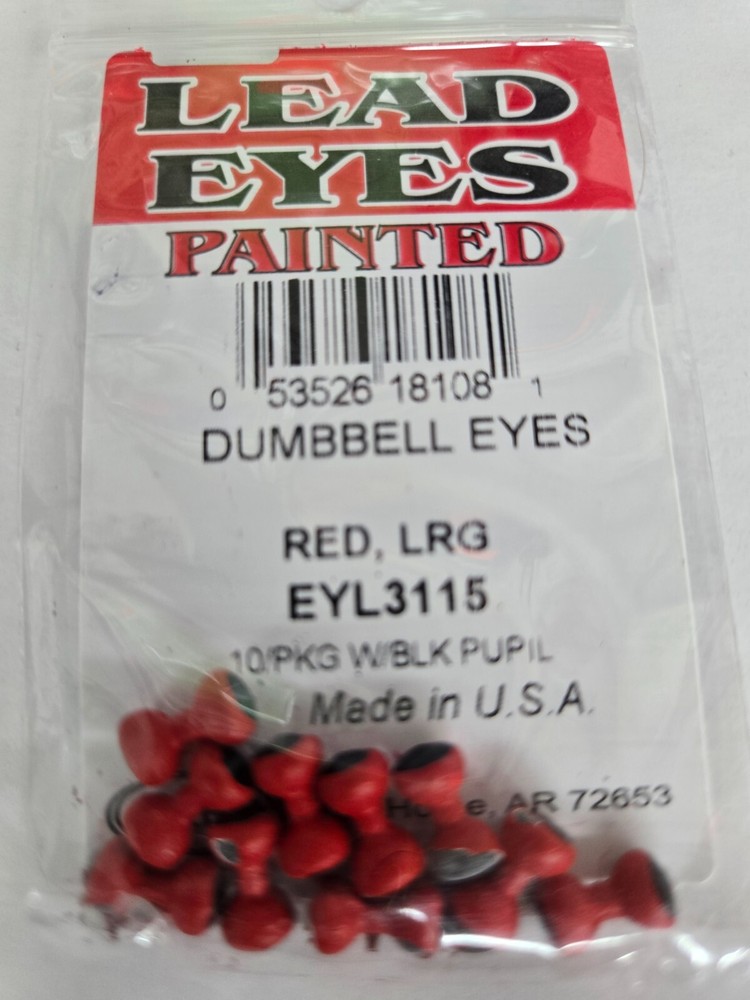 LEAD
EYES
PAINTED
0 53526 18108 1
DUMBBELL EYES
RED, LRG
EYL3115
10/PKG W/BLK PUPIL
Made in U.S.A.
AR 72653